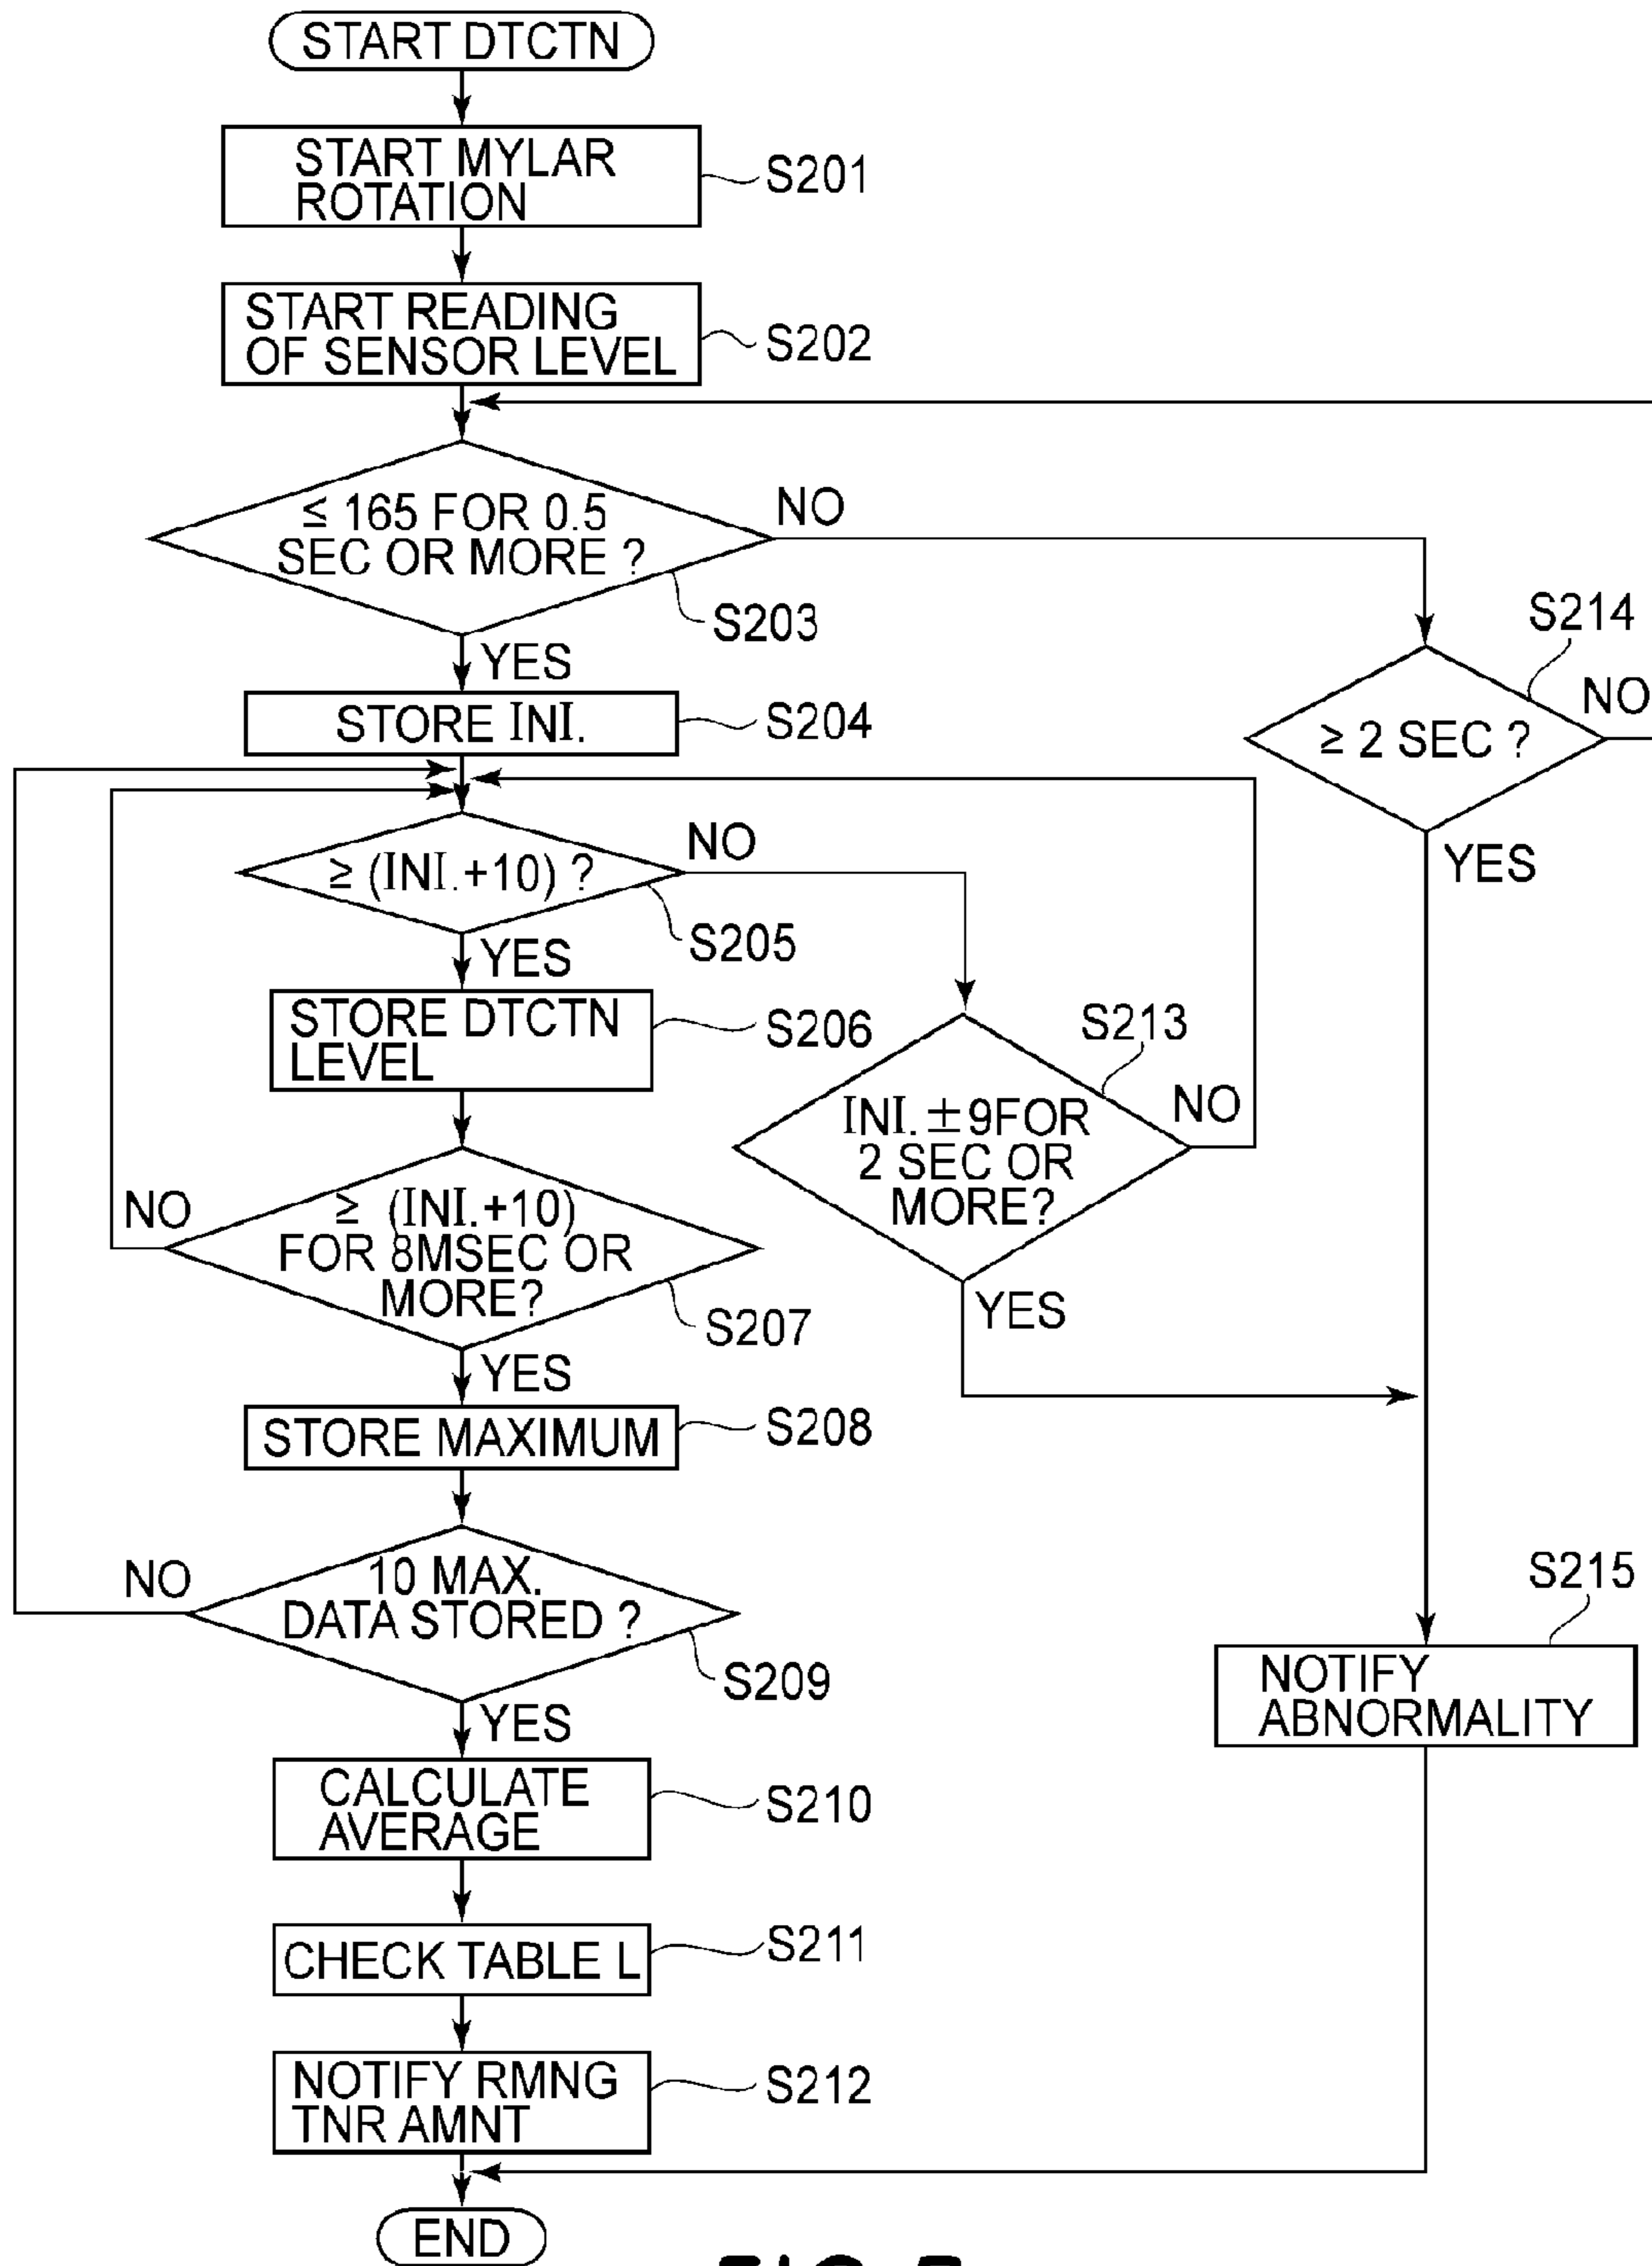 START DTCTN
START MYLAR
ROTATION
S201
START READING
OF SENSOR LEVEL
S202
≤ 165 FOR 0.5
SEC OR MORE ?
NO
S203
YES
S214
≥ 2 SEC ?
NO
YES
STORE INI.
S204
≥ (INI.+10) ?
NO
S205
YES
STORE DTCTN
LEVEL
S206
S213
INI. ±9FOR
2 SEC OR
MORE?
NO
YES
≥ (INI.+10)
FOR 8MSEC OR
MORE?
NO
S207
YES
STORE MAXIMUM
S208
10 MAX.
DATA STORED ?
NO
S209
YES
S215
NOTIFY
ABNORMALITY
CALCULATE
AVERAGE
S210
CHECK TABLE L
S211
NOTIFY RMNG
TNR AMNT
S212
END